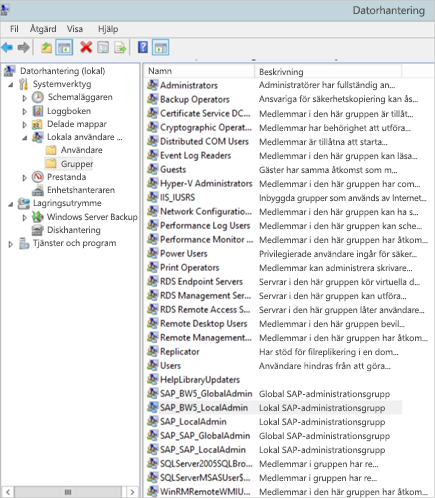 Datorhantering
Fil Åtgärd Visa Hjälp
Datorhantering (lokal)
Systemverktyg
Schemaläggaren
Loggboken
Delade mappar
Lokala användare ...
Användare
Grupper
Prestanda
Enhetshanteraren
Lagringsutrymme
Windows Server Backup
Diskhantering
Tjänster och program
Namn Beskrivning
Administrators Administratörer har fullständig an...
Backup Operators Ansvariga för säkerhetskopiering kan ås...
Certificate Service DC... Medlemmar i den här gruppen är tillåt...
Cryptographic Operat... Medlemmar har behörighet att utföra...
Distributed COM Users Medlemmar är tillåtna att starta...
Event Log Readers Medlemmar i den här gruppen kan läsa...
Guests Gäster har samma åtkomst som m...
Hyper-V Administrators Medlemmar i den här gruppen har com...
IIS_IUSRS Inbyggda grupper som används av Internet...
Network Configuratio... Medlemmar i den här gruppen kan ha s...
Performance Log Users Medlemmar i den här gruppen kan sche...
Performance Monitor ... Medlemmar i den här gruppen har åtkom...
Power Users Privilegierade användare ingår för säker...
Print Operators Medlemmar kan administrera skrivare...
RDS Endpoint Servers Servrar i den här gruppen kör virtuella d...
RDS Management Ser... Servrar i den här gruppen kan utföra...
RDS Remote Access S... Servrar i den här gruppen låter användare...
Remote Desktop Users Medlemmar i den här gruppen bevil...
Remote Management... Medlemmar i den här gruppen har åtkom...
Replicator Har stöd för filreplikering i en dom...
Users Användare hindras från att göra...
HelpLibraryUpdaters
SAP_BW5_GlobalAdmin Global SAP-administrationsgrupp
SAP_BW5_LocalAdmin Lokal SAP-administrationsgrupp
SAP_LocalAdmin Lokal SAP-administrationsgrupp
SAP_SAP_GlobalAdmin Global SAP-administrationsgrupp
SAP_SAP_LocalAdmin Lokal SAP-administrationsgrupp
SQLServer2005SQLBro... Medlemmar i gruppen har re...
SQLServerMSASUser$... Medlemmar i gruppen har re...
WinRMRemoteWMIU... Medlemmar i den här gruppen har åtkom...